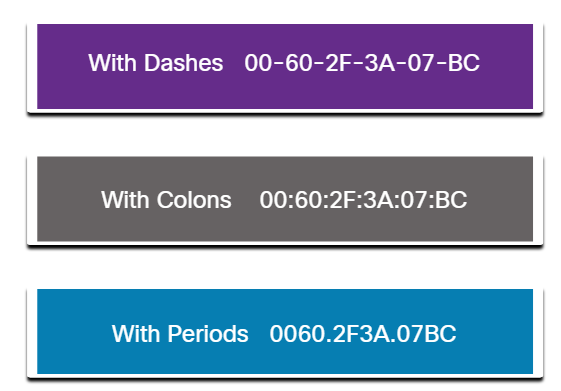 With Dashes 00-60-2F-3A-07-BC
With Colons 00:60:2F:3A:07:BC
With Periods 0060.2F3A.07BC